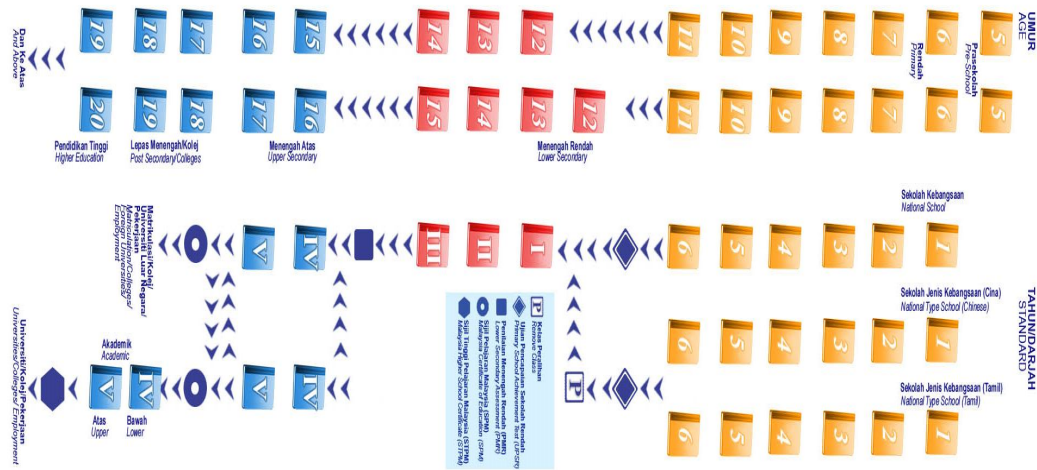 UMUR
AGE
Prasekolah
Pre-School
Rendah
Primary
5
6
7
8
9
10
11
12
13
14
15
16
17
18
19
5
6
7
8
9
10
11
12
13
14
15
16
17
18
19
20
Dan Ke Atas
And Above
Menengah Rendah
Lower Secondary
Menengah Atas
Upper Secondary
Lepas Menengah/Kolej
Post Secondary/Colleges
Pendidikan Tinggi
Higher Education
TAHUN/DARJAH
STANDARD
Sekolah Kebangsaan
National School
1
2
3
4
5
6
I
II
III
IV
V
Matrikulasi/Kolej/
Universiti Luar Negara/
Pekerjaan
Matriculation/Colleges/
Foreign Universities/
Employment
Sekolah Jenis Kebangsaan (Cina)
National Type School (Chinese)
1
2
3
4
5
6
Sekolah Jenis Kebangsaan (Tamil)
National Type School (Tamil)
1
2
3
4
5
6
P
IV
V
Akademik
Academic
IV
V
Bawah
Lower
Atas
Upper
Universiti/Kolej/Pekerjaan
Universities/Colleges/ Employment
P
Kelas Peralihan
Remove Class
Ujian Pencapaian Sekolah Rendah
Primary School Achievement Test (UPSR)
Penilaian Menengah Rendah (PMR)
Lower Secondary Assessment (PMR)
Sijil Pelajaran Malaysia (SPM)
Malaysia Certificate of Education (SPM)
Sijil Tinggi Pelajaran Malaysia (STPM)
Malaysia Higher School Certificate (STPM)